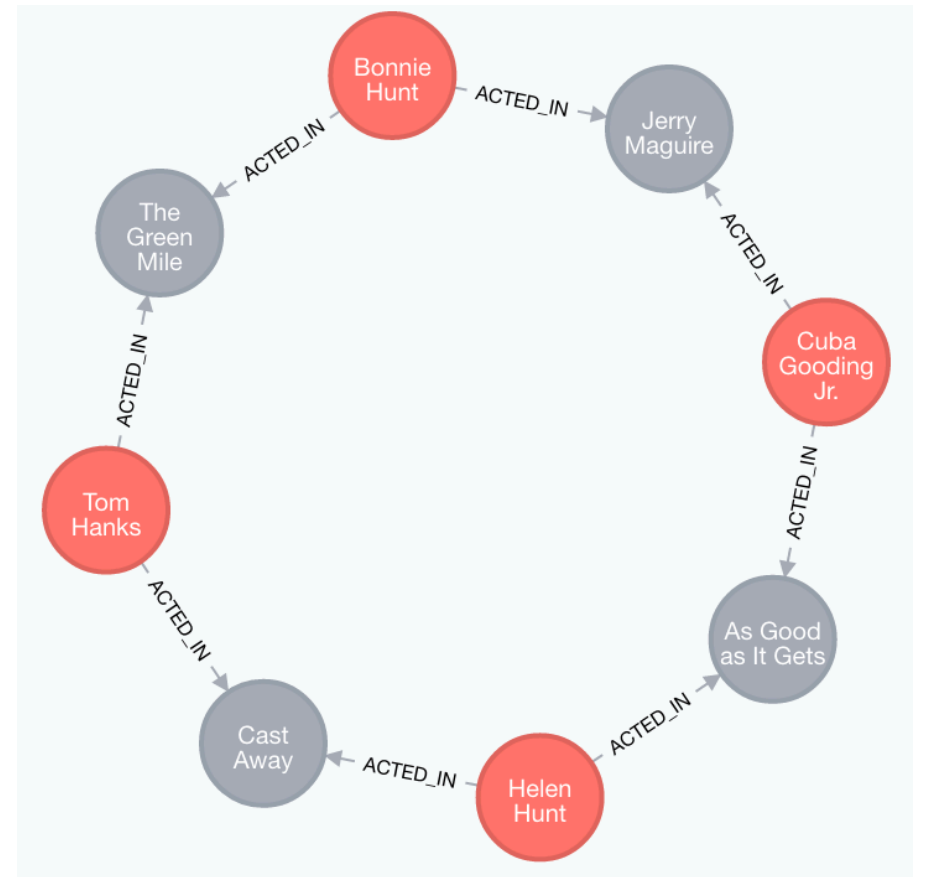 Bonnie
Hunt
ACTED_IN
Jerry
Maguire
ACTED_IN
The
Green
Mile
ACTED_IN
Cuba
Gooding
Jr.
ACTED_IN
ACTED_IN
Tom
Hanks
ACTED_IN
As Good
as It Gets
ACTED_IN
Cast
Away
ACTED_IN
Helen
Hunt